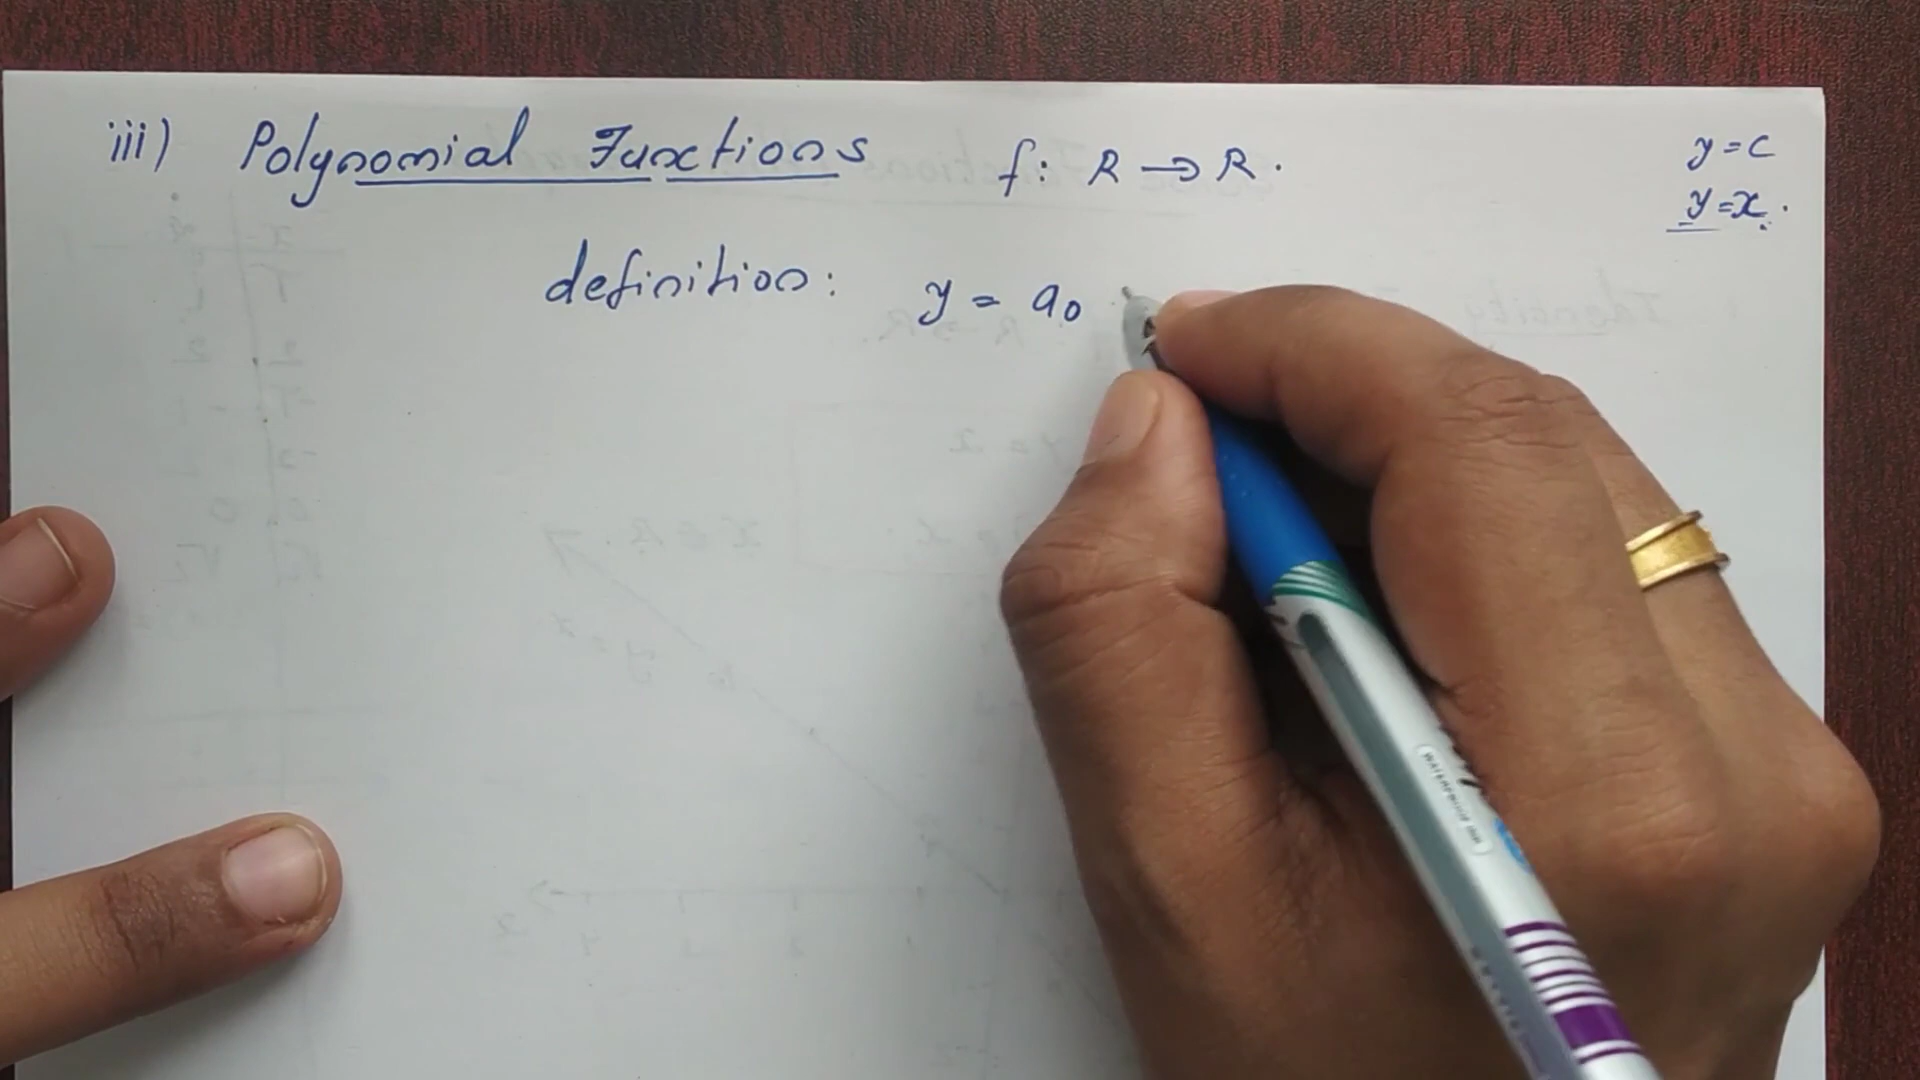 iii) Polynomial Functions f: R → R.
y = c
y = x.
definition: y = a₀